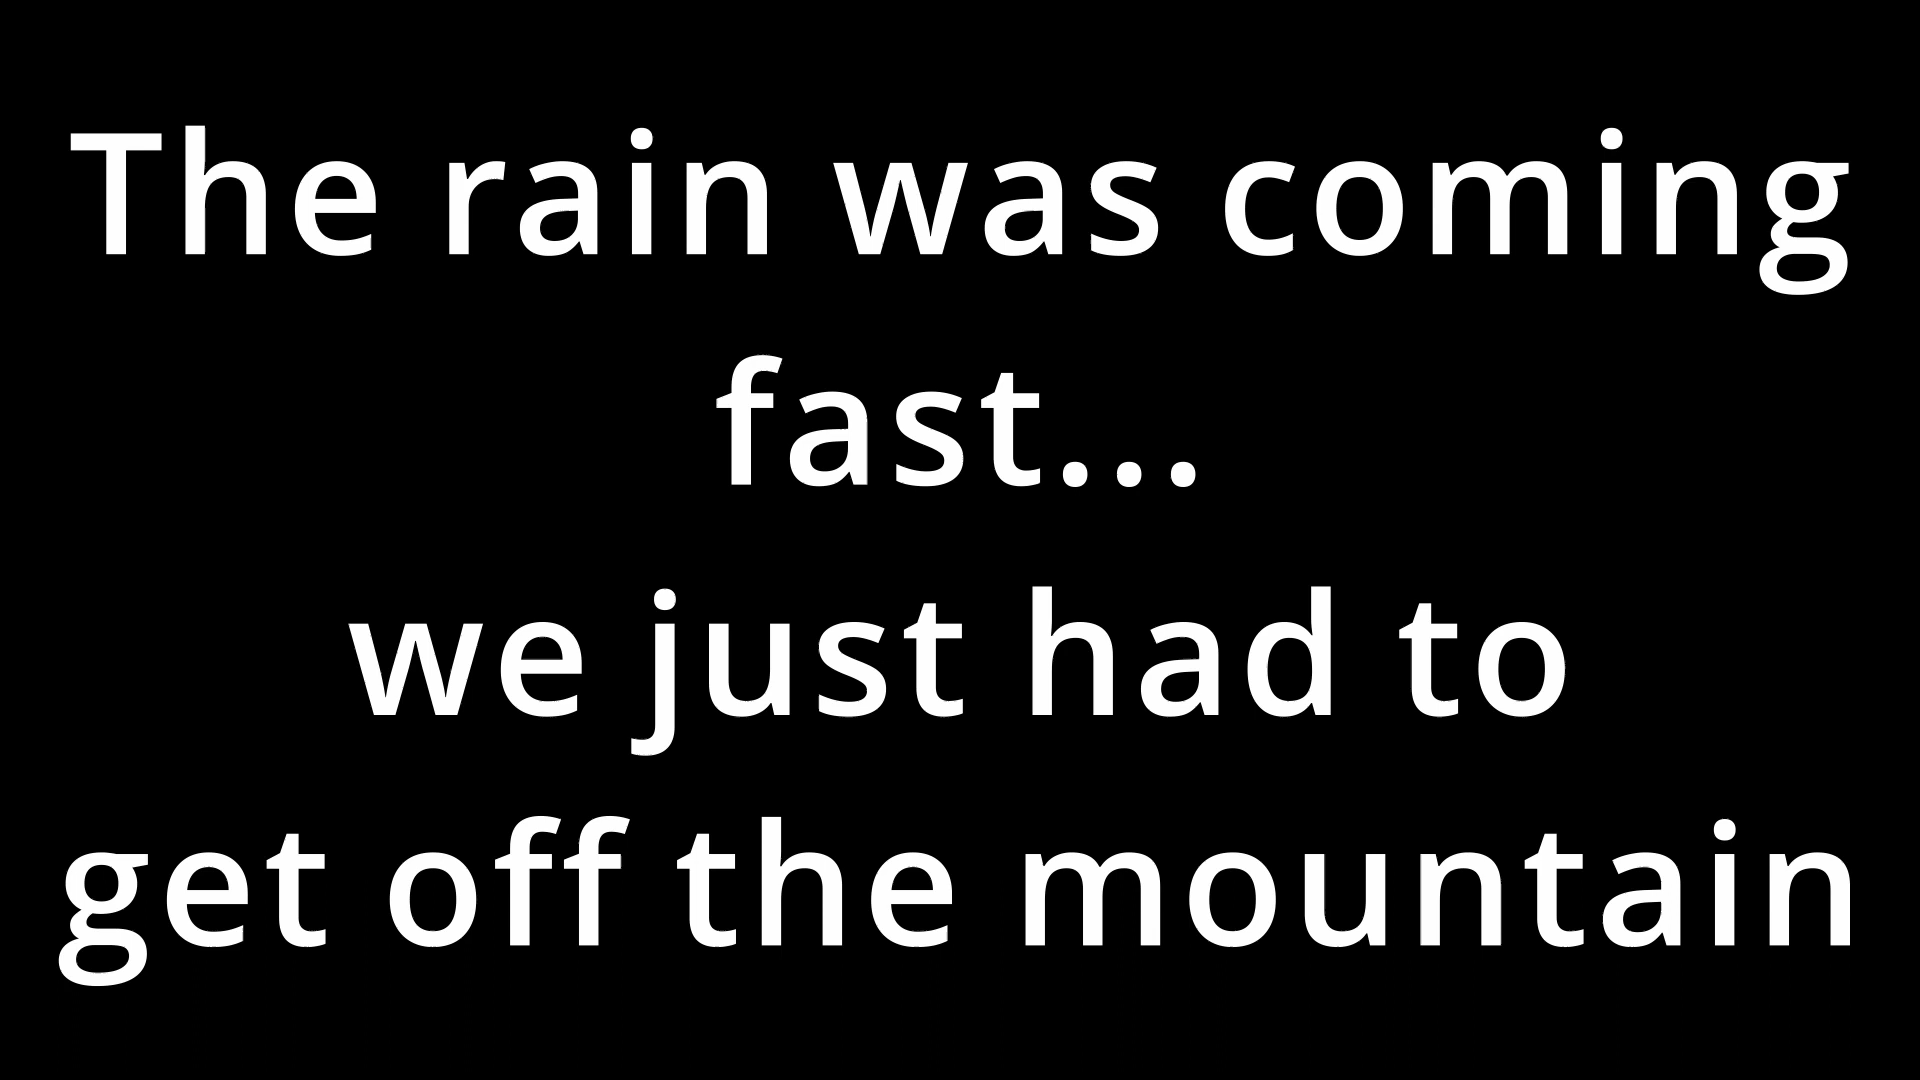 The rain was coming
fast...
we just had to
get off the mountain